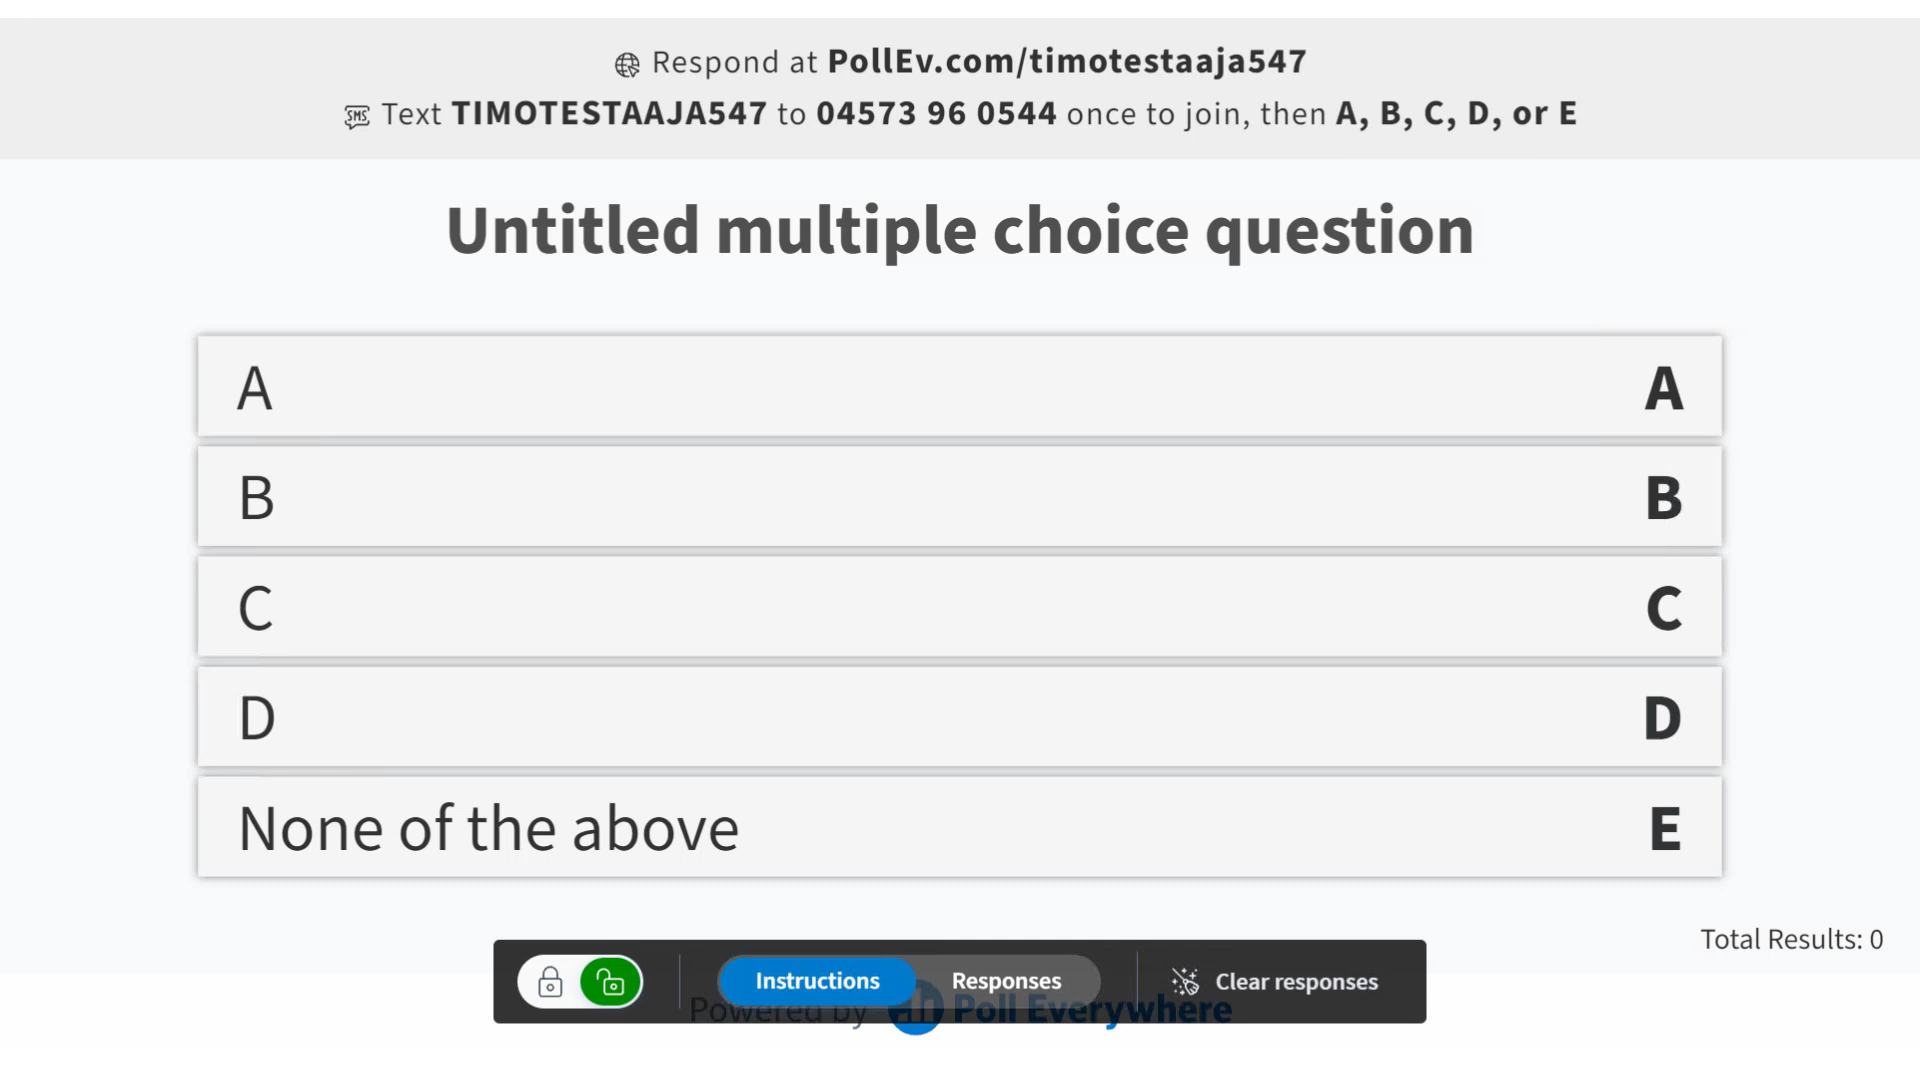 Respond at PollEv.com/timotestaaja547
SMS Text TIMOTESTAAJA547 to 04573 96 0544 once to join, then A, B, C, D, or E
Untitled multiple choice question
A A
B B
C C
D D
None of the above E
Total Results: 0
Instructions Responses Clear responses
Powered by Poll Everywhere